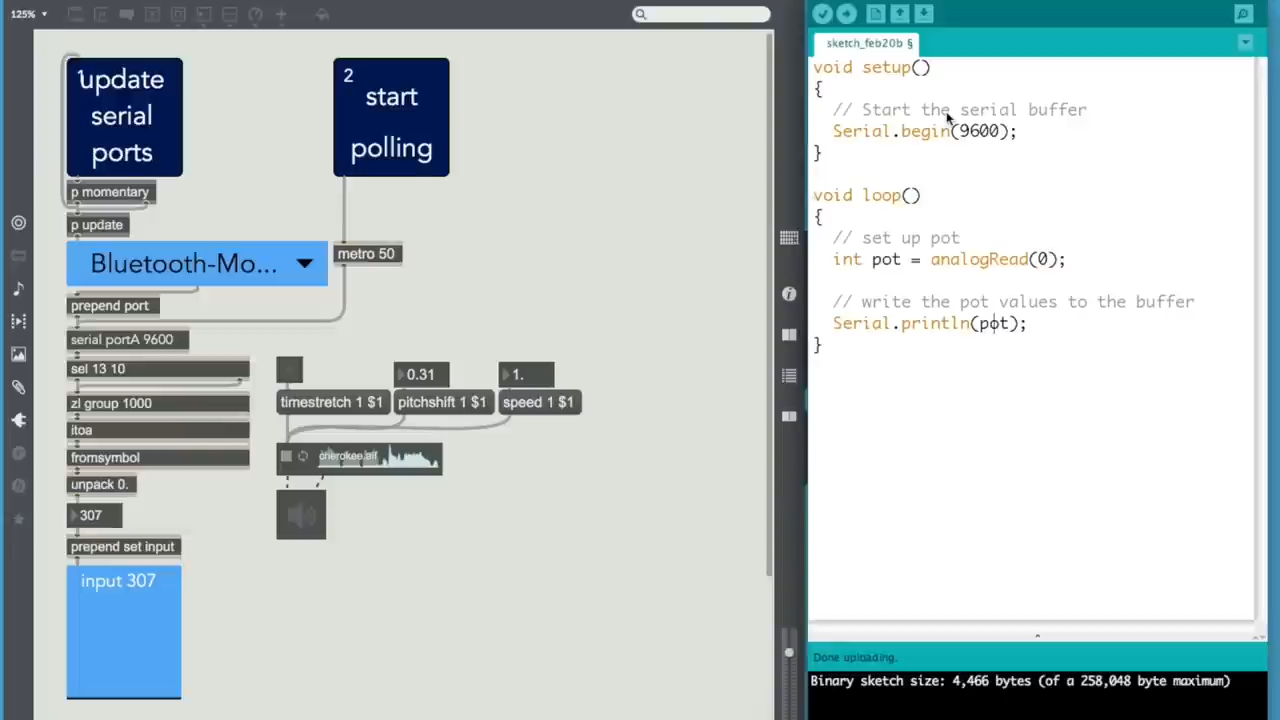 125%
1update
serial
ports
2
start
polling
p momentary
p update
Bluetooth-Mo...
metro 50
prepend port
serial portA 9600
sel 13 10
zl group 1000
itoa
fromsymbol
unpack 0.
307
prepend set input
input 307
0.31
1.
timestretch 1 $1
pitchshift 1 $1
speed 1 $1
cherokee.aif
sketch_feb20b §
void setup()
{
// Start the serial buffer
Serial.begin(9600);
}
void loop()
{
// set up pot
int pot = analogRead(0);
// write the pot values to the buffer
Serial.println(pot);
}
Done uploading.
Binary sketch size: 4,466 bytes (of a 258,048 byte maximum)